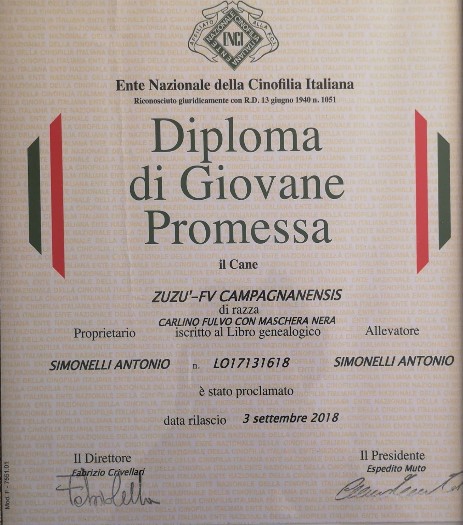 ENCI
Ente Nazionale della Cinofilia Italiana
Riconosciuto giuridicamente con R.D. 13 giugno 1940 n. 1051
Diploma
di Giovane
Promessa
il Cane
ZUZU'-FV CAMPAGNANENSIS
di razza
CARLINO FULVO CON MASCHERA NERA
Proprietario iscritto al Libro genealogico Allevatore
SIMONELLI ANTONIO n. LO17131618 SIMONELLI ANTONIO
è stato proclamato
data rilascio 3 settembre 2018
Il Direttore Il Presidente
Fabrizio Crivellari Espedito Muto